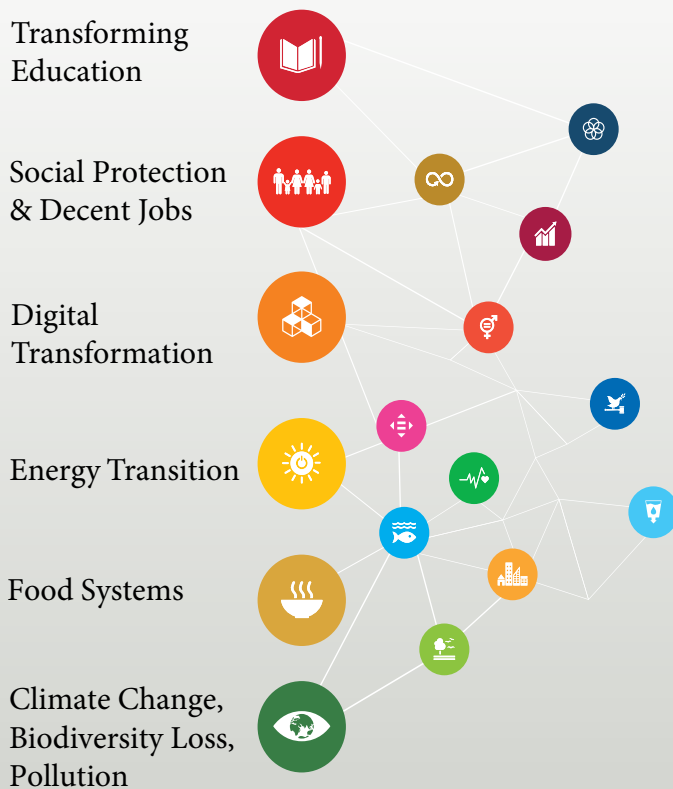 Transforming
Education
Social Protection
& Decent Jobs
Digital
Transformation
Energy Transition
Food Systems
Climate Change,
Biodiversity Loss,
Pollution